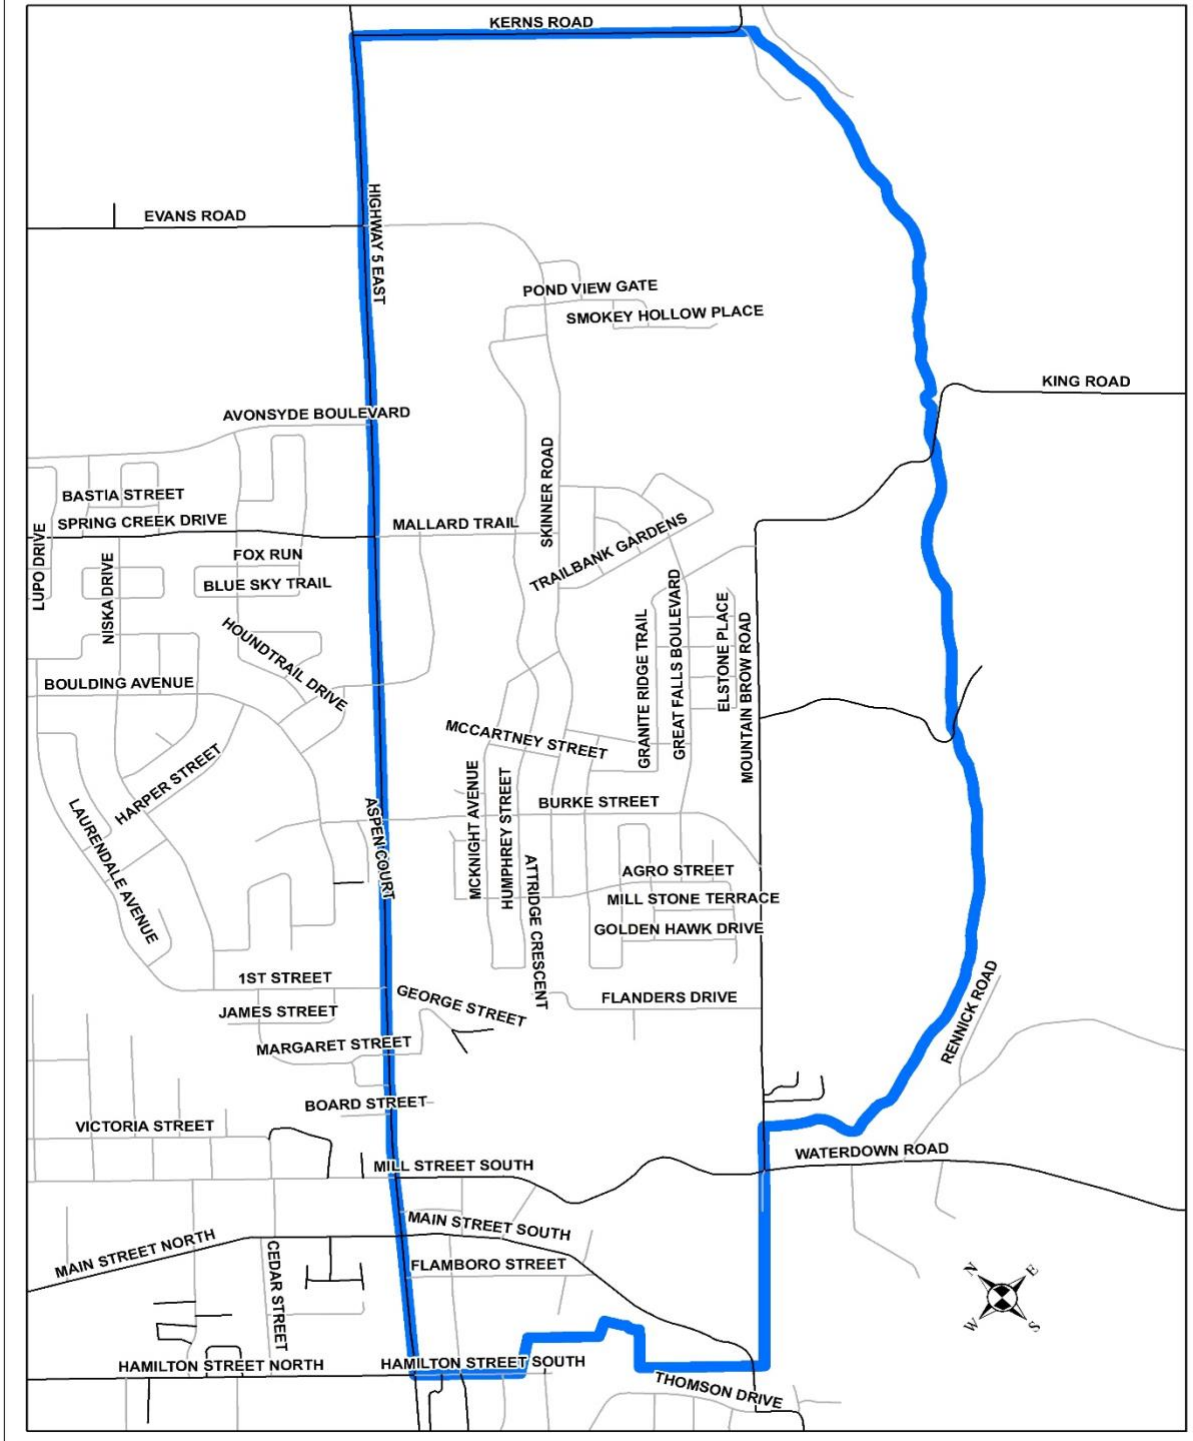 KERNS ROAD
HIGHWAY 5 EAST
EVANS ROAD
POND VIEW GATE
SMOKEY HOLLOW PLACE
KING ROAD
AVONSYDE BOULEVARD
SKINNER ROAD
BASTIA STREET
SPRING CREEK DRIVE
MALLARD TRAIL
LUPO DRIVE
NISKA DRIVE
FOX RUN
BLUE SKY TRAIL
TRAILBANK GARDENS
HOUNDTRAIL DRIVE
GRANITE RIDGE TRAIL
GREAT FALLS BOULEVARD
ELSTONE PLACE
MOUNTAIN BROW ROAD
BOULDING AVENUE
MCCARTNEY STREET
HARPER STREET
LAURENDALE AVENUE
ASPEN COURT
MCKNIGHT AVENUE
HUMPHREY STREET
ATTRIDGE CRESCENT
BURKE STREET
AGRO STREET
MILL STONE TERRACE
GOLDEN HAWK DRIVE
1ST STREET
JAMES STREET
GEORGE STREET
FLANDERS DRIVE
RENNICK ROAD
MARGARET STREET
BOARD STREET
VICTORIA STREET
MILL STREET SOUTH
WATERDOWN ROAD
MAIN STREET NORTH
MAIN STREET SOUTH
CEDAR STREET
FLAMBORO STREET
N
E
W
S
HAMILTON STREET NORTH
HAMILTON STREET SOUTH
THOMSON DRIVE